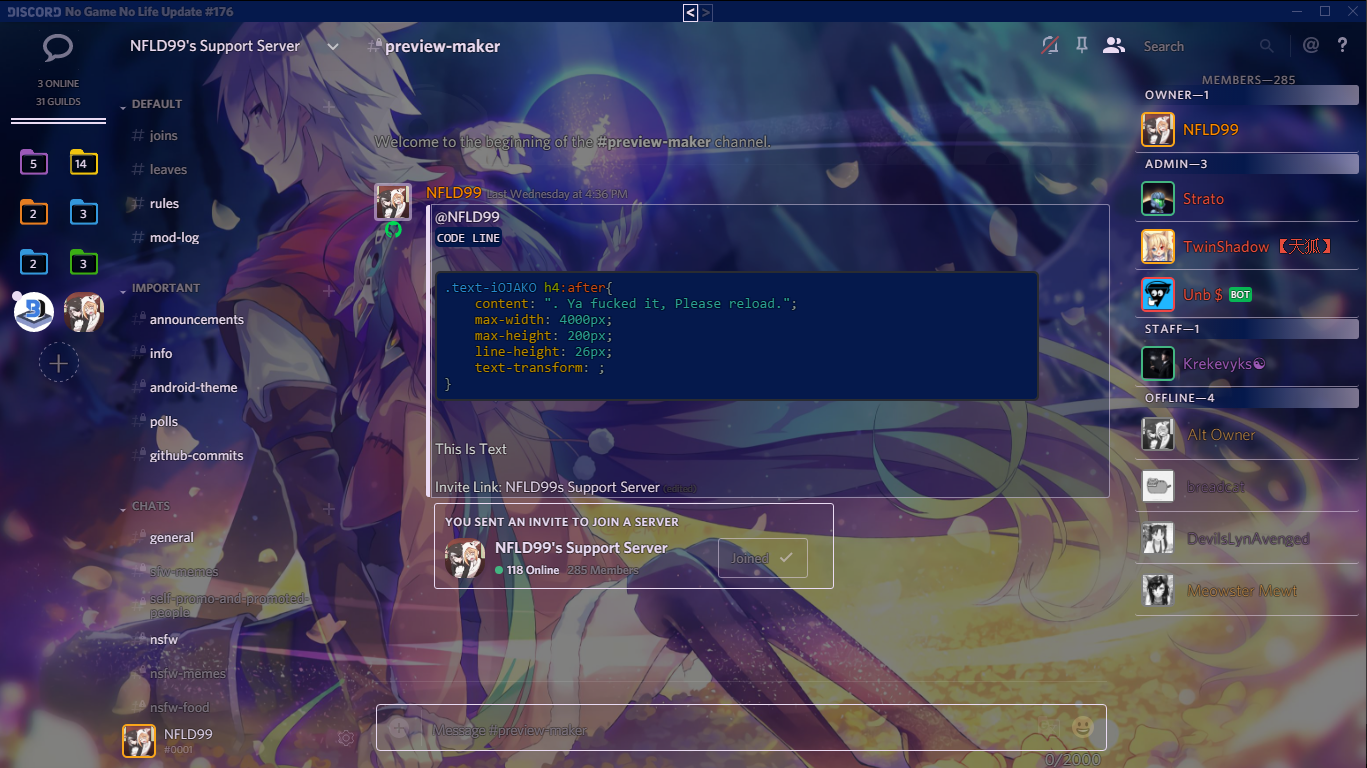 DISCORD No Game No Life Update #176
< >
3 ONLINE
31 GUILDS
5
14
2
3
2
3
NFLD99's Support Server
DEFAULT
joins
leaves
rules
mod-log
IMPORTANT
announcements
info
android-theme
polls
github-commits
CHATS
general
sfw-memes
self-promo-and-promoted-
people
nsfw
nsfw-memes
nsfw-food
NFLD99
#0001
preview-maker
Search
@ ?
Welcome to the beginning of the #preview-maker channel.
NFLD99 Last Wednesday at 4:36 PM
@NFLD99
CODE LINE
.text-iOJAKO h4:after{
content: ". Ya fucked it, Please reload.";
max-width: 4000px;
max-height: 200px;
line-height: 26px;
text-transform: ;
}
This Is Text
Invite Link: NFLD99s Support Server (edited)
YOU SENT AN INVITE TO JOIN A SERVER
NFLD99's Support Server
118 Online 285 Members
Joined
Message #preview-maker
0/2000
MEMBERS—285
OWNER—1
NFLD99
ADMIN—3
Strato
TwinShadow 【天狐】
Unb $ BOT
STAFF—1
Krekevyks☯
OFFLINE—4
Alt Owner
breadcat
DevilsLynAvenged
Meowster Mewt